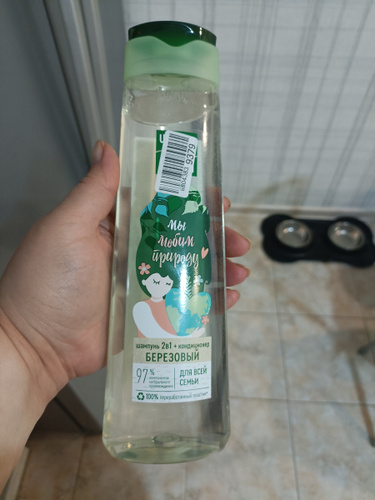 9379
Мы
любим
природу
шампунь 2в1 + кондиционер
БЕРЕЗОВЫЙ
97%
ДЛЯ ВСЕЙ
СЕМЬИ
100% переработанный пластик